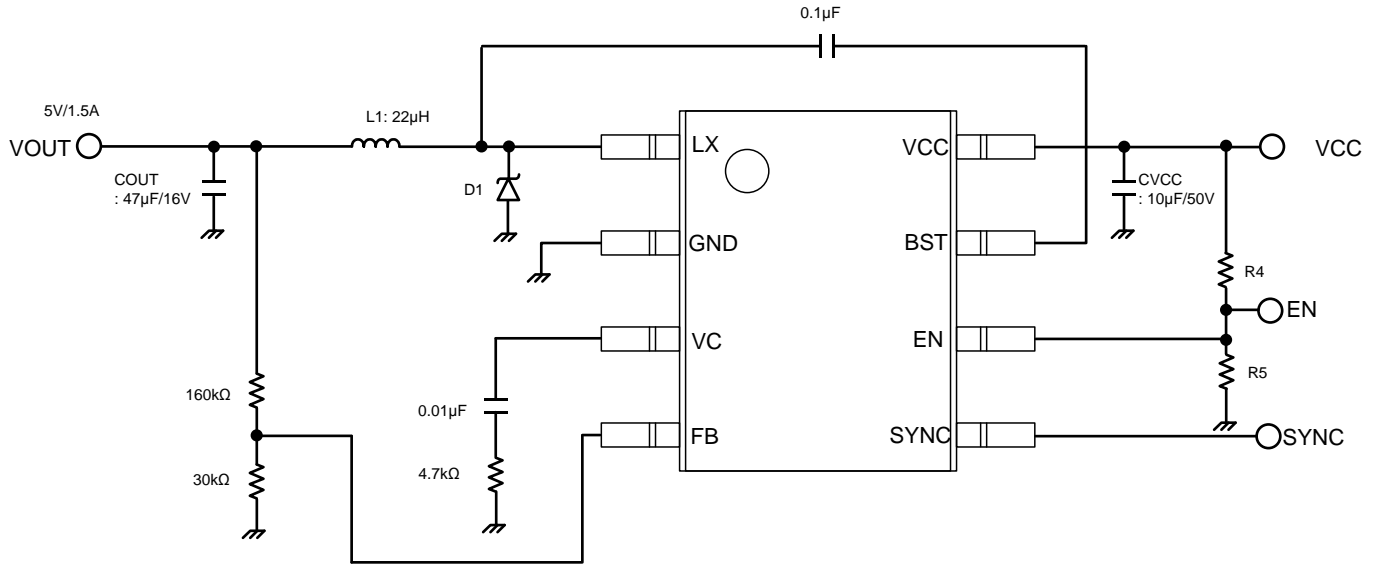 0.1µF
5V/1.5A
VOUT
L1: 22µH
COUT
: 47µF/16V
D1
LX
GND
VC
FB
VCC
BST
EN
SYNC
VCC
CVCC
: 10µF/50V
R4
EN
R5
SYNC
160kΩ
30kΩ
0.01µF
4.7kΩ